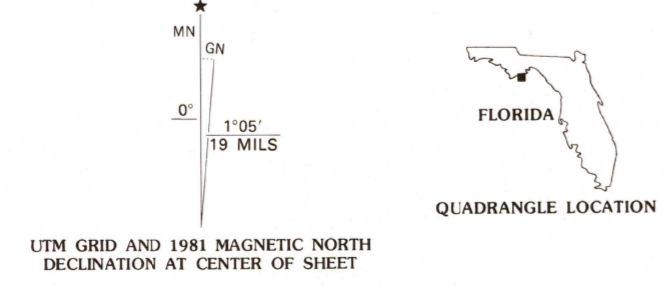 ★
MN
GN
0°
1°05′
19 MILS
UTM GRID AND 1981 MAGNETIC NORTH
DECLINATION AT CENTER OF SHEET
FLORIDA
QUADRANGLE LOCATION